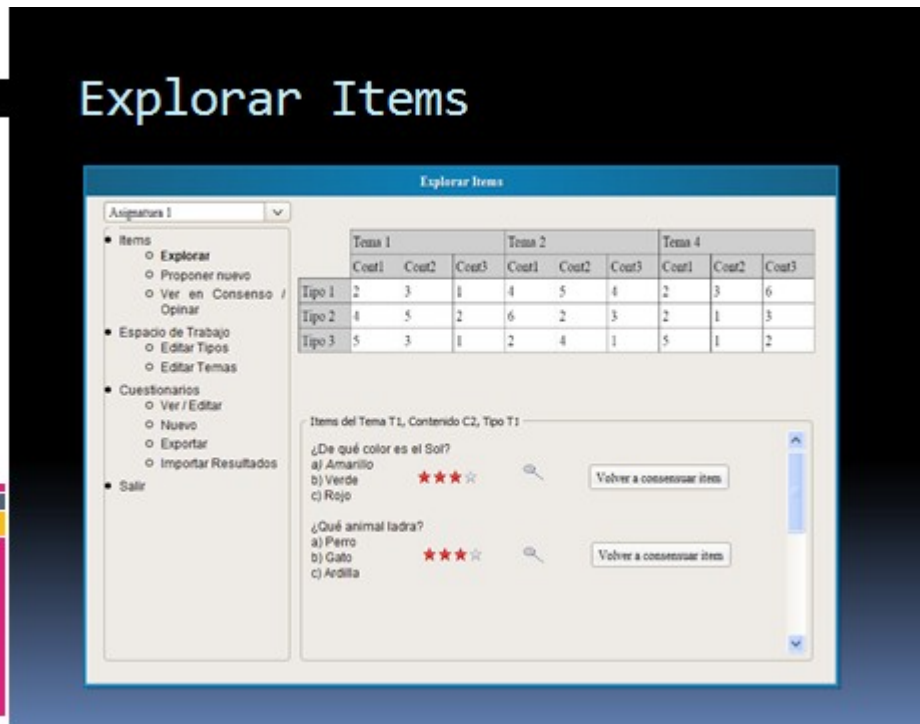 Explorar Items
Explorar Items
Asignatura 1
Items
Explorar
Proponer nuevo
Ver en Consenso /
Opinar
Espacio de Trabajo
Editar Tipos
Editar Temas
Cuestionarios
Ver / Editar
Nuevo
Exportar
Importar Resultados
Salir
Tema 1 Tema 2 Tema 4
Cont1 Cont2 Cont3 Cont1 Cont2 Cont3 Cont1 Cont2 Cont3
Tipo 1 2 3 1 4 5 4 2 3 6
Tipo 2 4 5 2 6 2 3 2 1 3
Tipo 3 5 3 1 2 4 1 5 1 2
Items del Tema T1, Contenido C2, Tipo T1
¿De qué color es el Sol?
a) Amarillo
b) Verde
c) Rojo
Volver a consensuar item
¿Qué animal ladra?
a) Perro
b) Gato
c) Ardilla
Volver a consensuar item